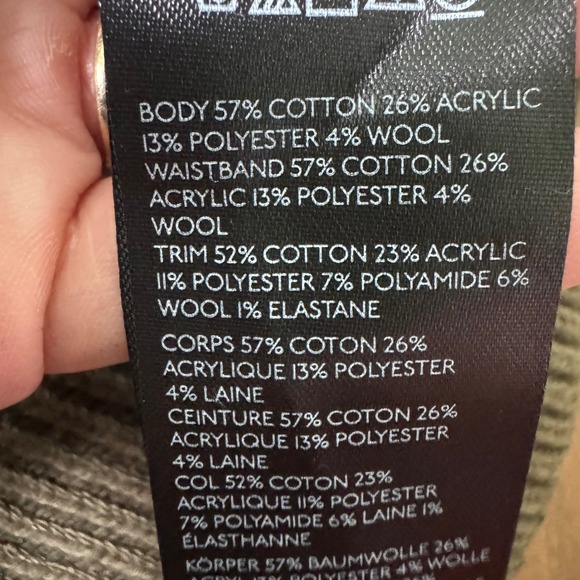 BODY 57% COTTON 26% ACRYLIC
13% POLYESTER 4% WOOL
WAISTBAND 57% COTTON 26%
ACRYLIC 13% POLYESTER 4%
WOOL
TRIM 52% COTTON 23% ACRYLIC
11% POLYESTER 7% POLYAMIDE 6%
WOOL 1% ELASTANE
CORPS 57% COTON 26%
ACRYLIQUE 13% POLYESTER
4% LAINE
CEINTURE 57% COTON 26%
ACRYLIQUE 13% POLYESTER
4% LAINE
COL 52% COTON 23%
ACRYLIQUE 11% POLYESTER
7% POLYAMIDE 6% LAINE 1%
ÉLASTHANNE
KÖRPER 57% BAUMWOLLE 26%
ACRYL 13% POLYESTER 4% WOLLE